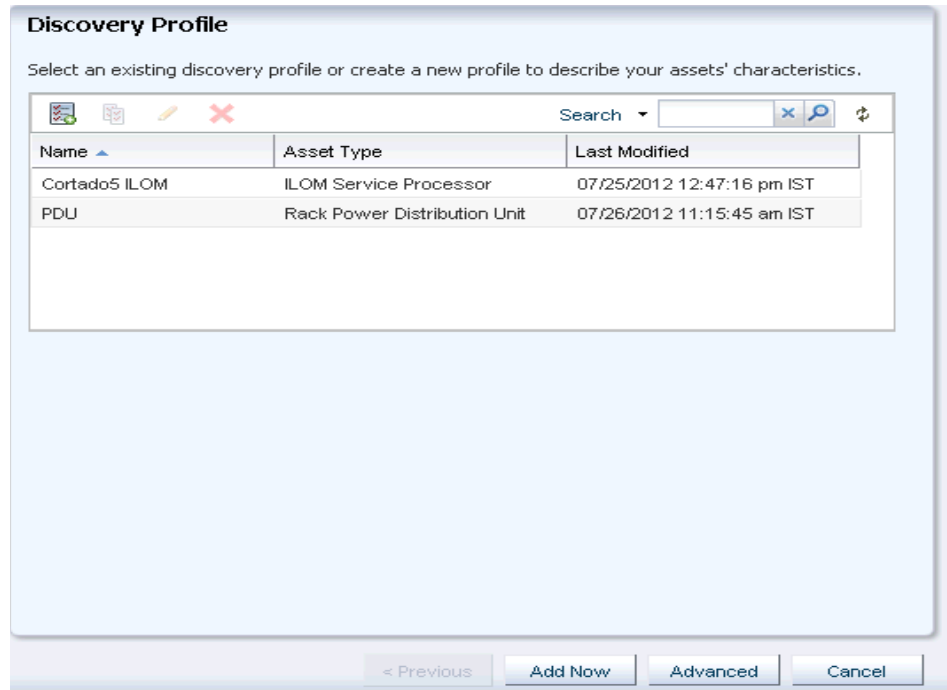 Discovery Profile
Select an existing discovery profile or create a new profile to describe your assets' characteristics.
Search
Name Asset Type Last Modified
Cortado5 ILOM ILOM Service Processor 07/25/2012 12:47:16 pm IST
PDU Rack Power Distribution Unit 07/26/2012 11:15:45 am IST
< Previous Add Now Advanced Cancel